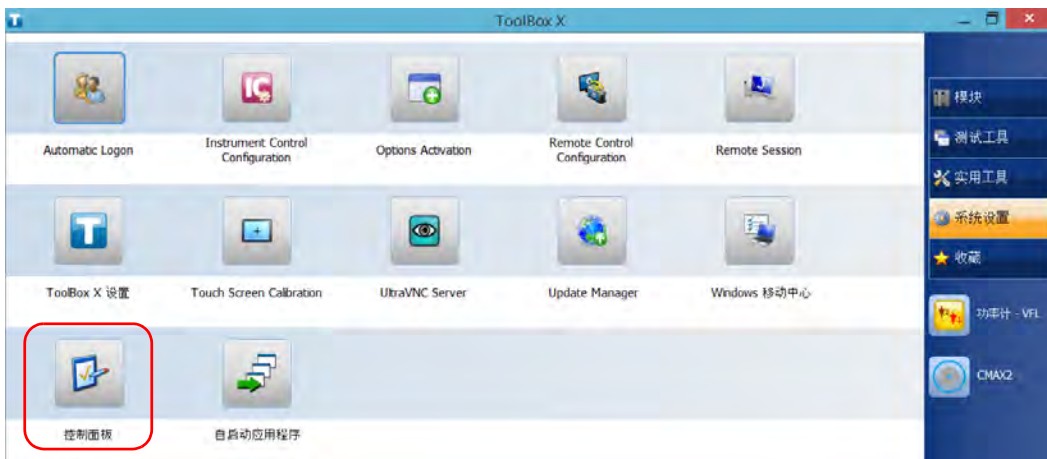 ToolBox X
Automatic Logon
Instrument Control
Configuration
Options Activation
Remote Control
Configuration
Remote Session
ToolBox X 设置
Touch Screen Calibration
UltraVNC Server
Update Manager
Windows 移动中心
控制面板
自启动应用程序
模块
测试工具
实用工具
系统设置
收藏
功率计 - VFL
CMAX2